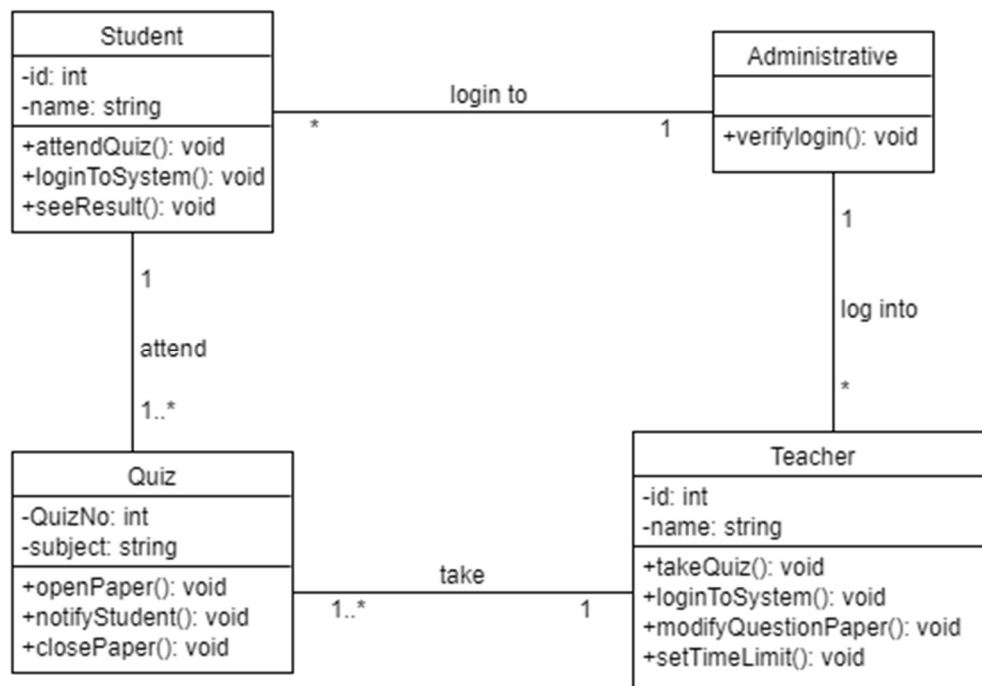 Student
-id: int
-name: string
+attendQuiz(): void
+loginToSystem(): void
+seeResult(): void
login to
*
1
Administrative
+verifylogin(): void
1
attend
1..*
1
log into
*
Quiz
-QuizNo: int
-subject: string
+openPaper(): void
+notifyStudent(): void
+closePaper(): void
take
1..*
1
Teacher
-id: int
-name: string
+takeQuiz(): void
+loginToSystem(): void
+modifyQuestionPaper(): void
+setTimeLimit(): void